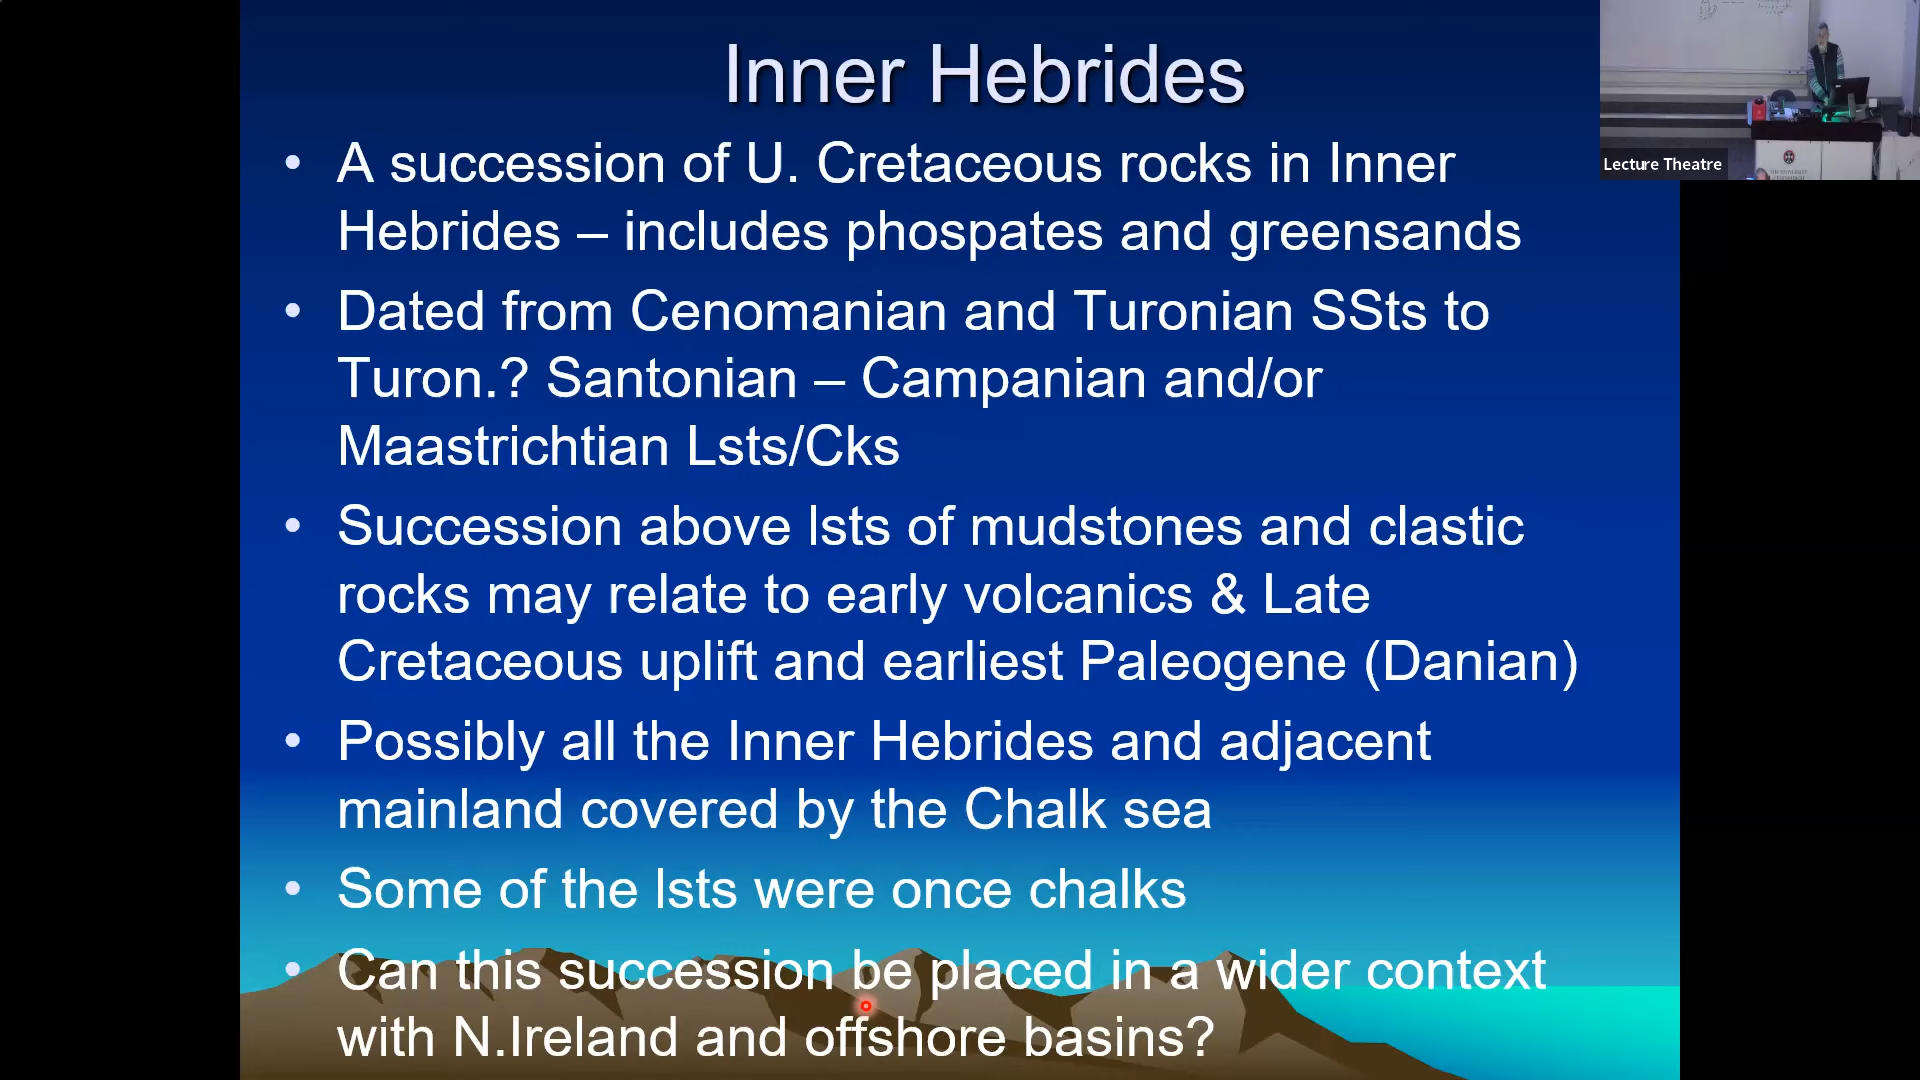 Inner Hebrides
• A succession of U. Cretaceous rocks in Inner
Hebrides – includes phospates and greensands
• Dated from Cenomanian and Turonian SSts to
Turon.? Santonian – Campanian and/or
Maastrichtian Lsts/Cks
• Succession above lsts of mudstones and clastic
rocks may relate to early volcanics & Late
Cretaceous uplift and earliest Paleogene (Danian)
• Possibly all the Inner Hebrides and adjacent
mainland covered by the Chalk sea
• Some of the lsts were once chalks
• Can this succession be placed in a wider context
with N.Ireland and offshore basins?
Lecture Theatre